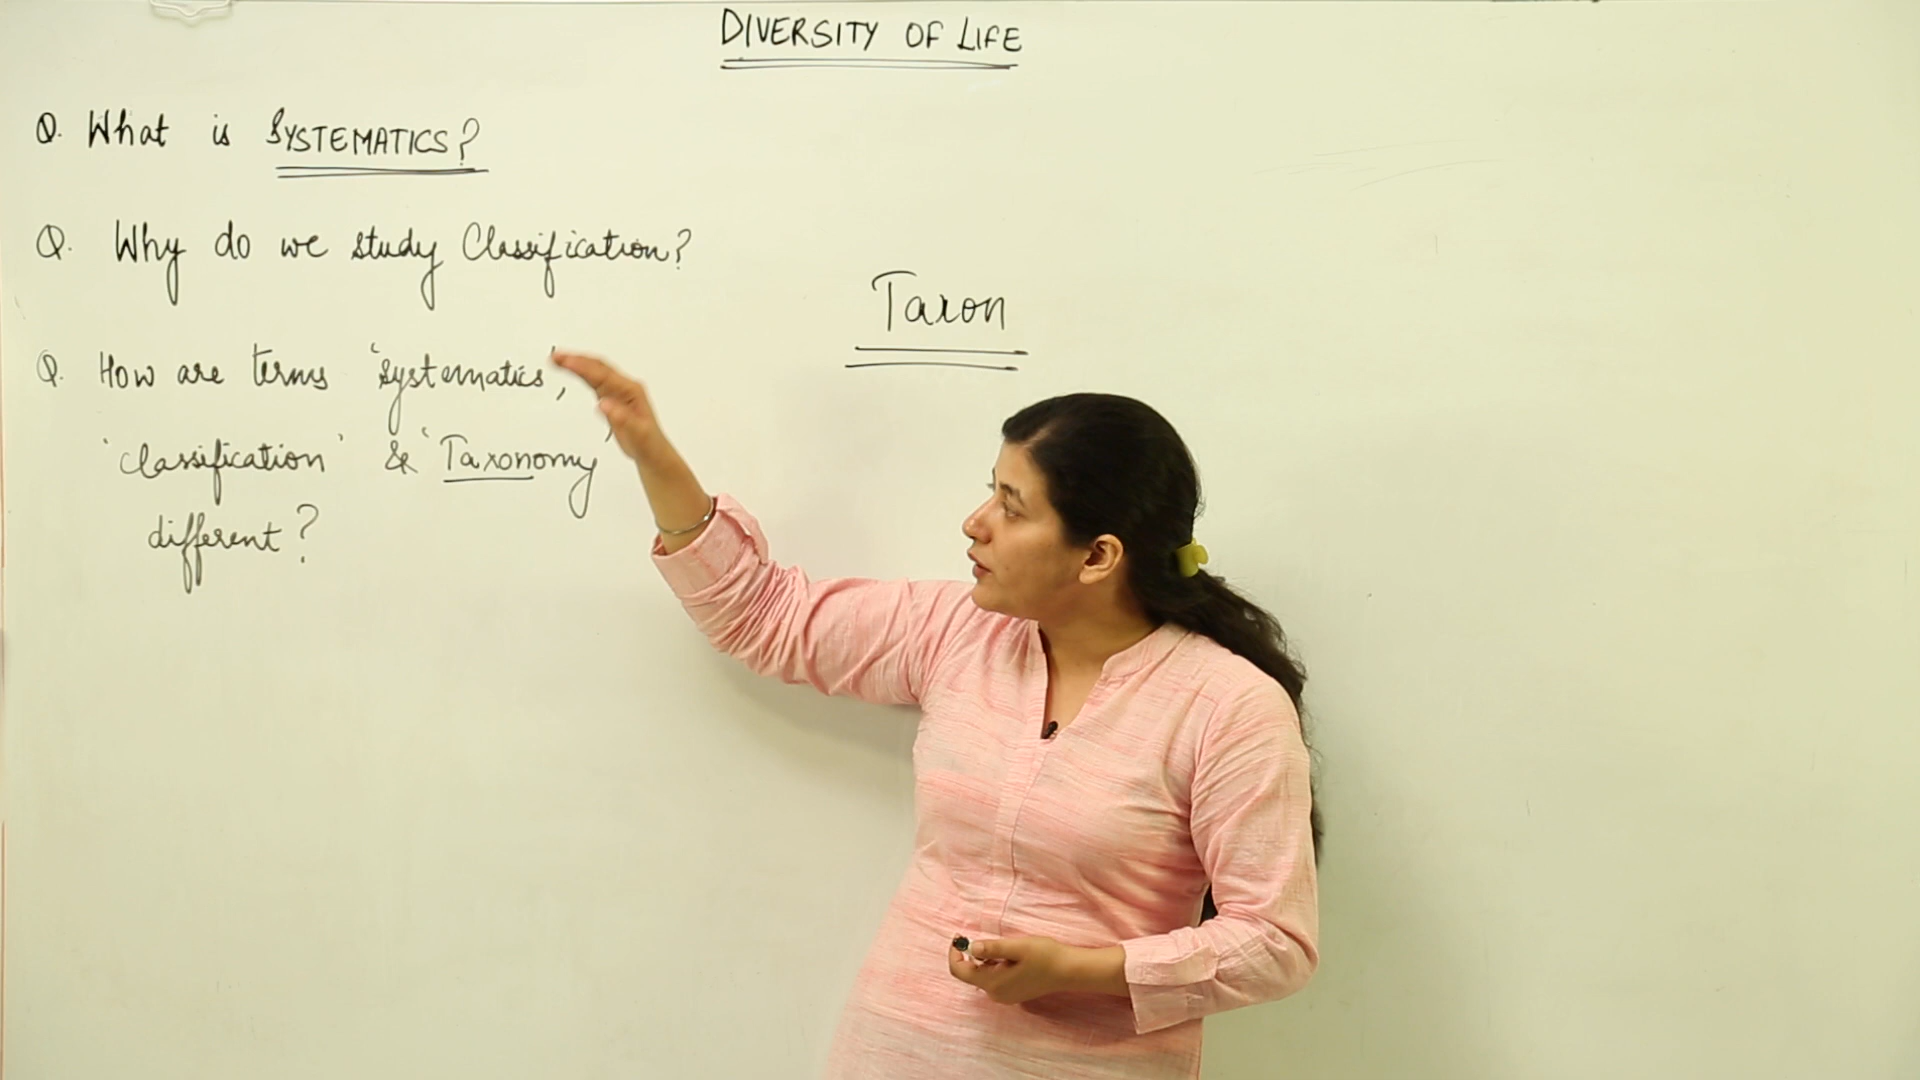 DIVERSITY OF LIFE
Q. What is SYSTEMATICS?
Q. Why do we study Classification?
Taxon
Q. How are terms 'systematics',
'classification' & 'Taxonomy'
different?